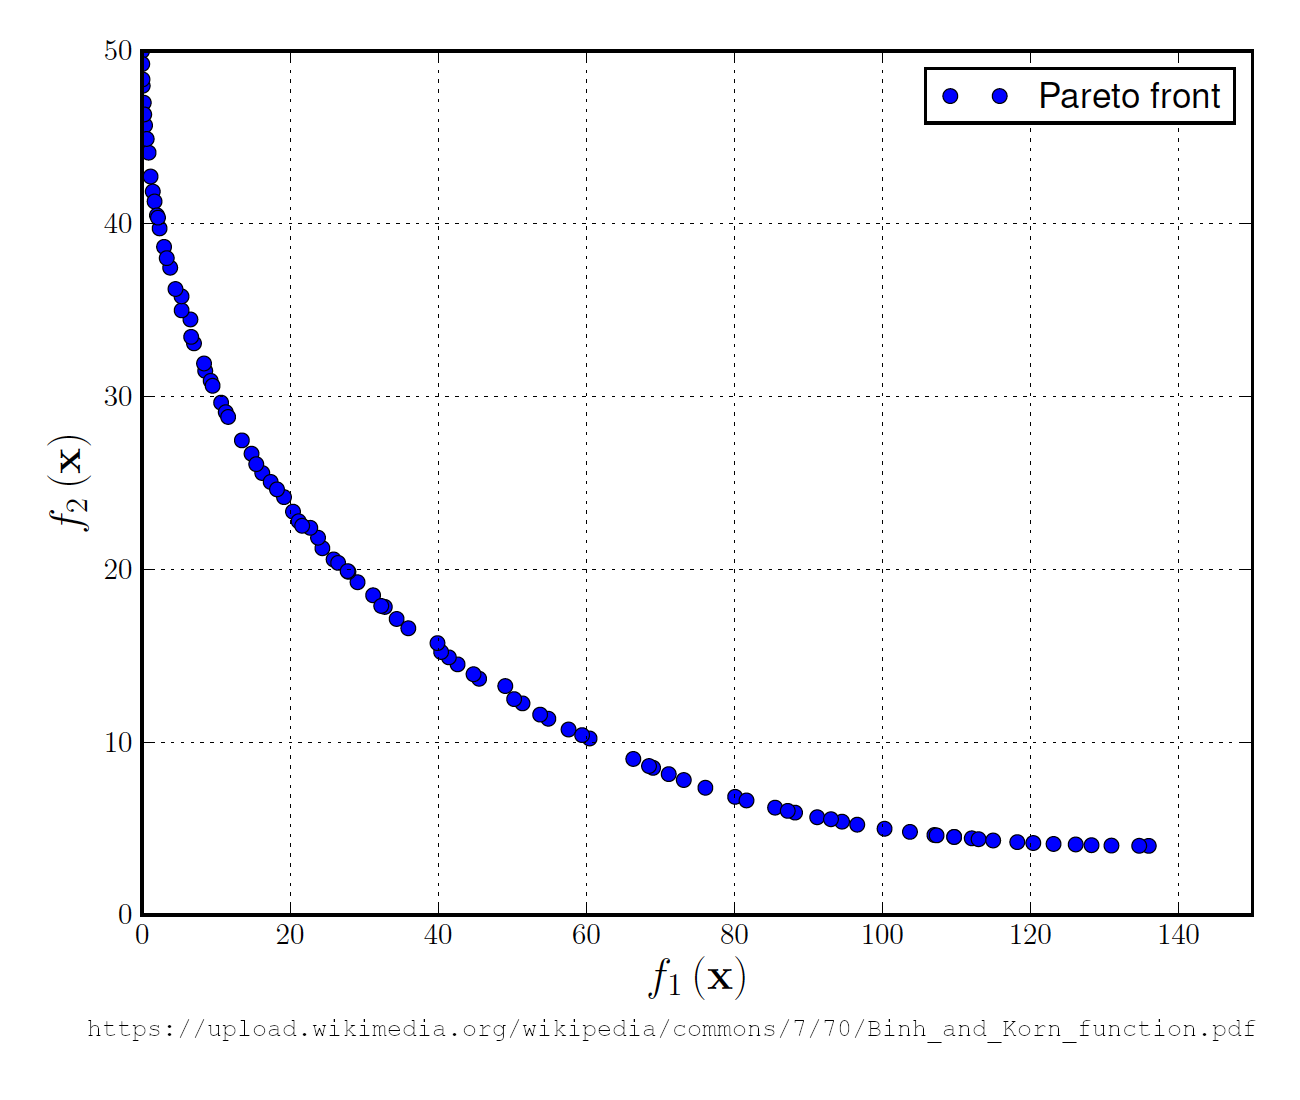 50
Pareto front
40
30
20
10
0
f₂(x)
0 20 40 60 80 100 120 140
f₁(x)
https://upload.wikimedia.org/wikipedia/commons/7/70/Binh_and_Korn_function.pdf